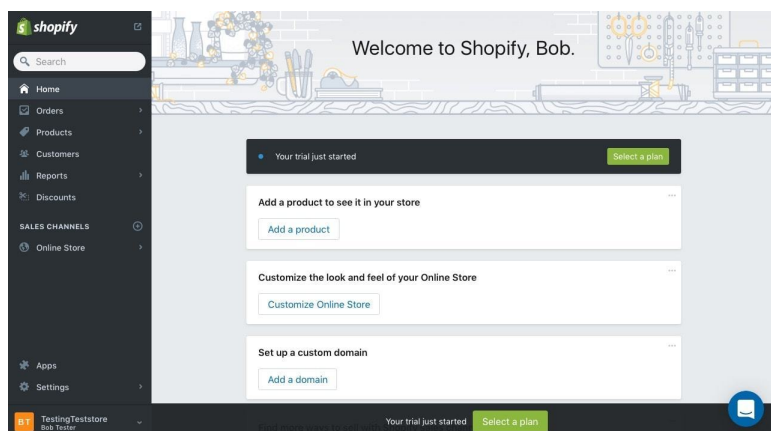 shopify
Search
Home
Orders
Products
Customers
Reports
Discounts
SALES CHANNELS
Online Store
Apps
Settings
BT
TestingTeststore
Bob Tester
Welcome to Shopify, Bob.
Your trial just started
Select a plan
Add a product to see it in your store
Add a product
Customize the look and feel of your Online Store
Customize Online Store
Set up a custom domain
Add a domain
Your trial just started
Select a plan